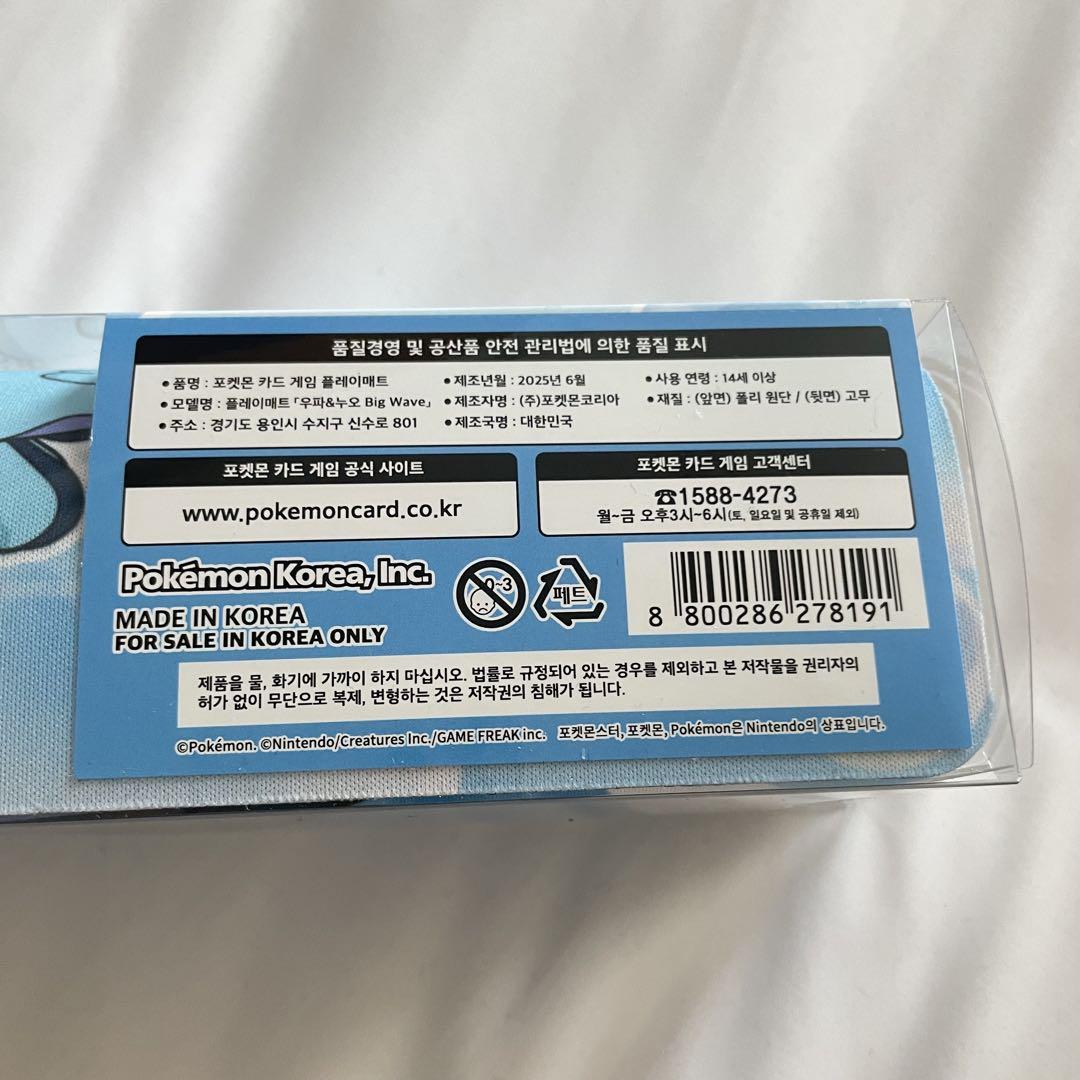 품질경영 및 공산품 안전 관리법에 의한 품질 표시
• 품명 : 포켓몬 카드 게임 플레이매트 • 제조년월 : 2025년 6월 • 사용 연령 : 14세 이상
• 모델명 : 플레이매트「우파&누오 Big Wave」 • 제조자명 : (주)포켓몬코리아 • 재질 : (앞면) 폴리 원단 / (뒷면) 고무
• 주소 : 경기도 용인시 수지구 신수로 801 • 제조국명 : 대한민국
포켓몬 카드 게임 공식 사이트
www.pokemoncard.co.kr
포켓몬 카드 게임 고객센터
☎1588-4273
월~금 오후3시~6시(토, 일요일 및 공휴일 제외)
Pokémon Korea, Inc.
MADE IN KOREA
FOR SALE IN KOREA ONLY
0~3
페트
8 800286 278191
제품을 물, 화기에 가까이 하지 마십시오. 법률로 규정되어 있는 경우를 제외하고 본 저작물을 권리자의
허가 없이 무단으로 복제, 변형하는 것은 저작권의 침해가 됩니다.
©Pokémon. ©Nintendo/Creatures Inc./GAME FREAK inc. 포켓몬스터, 포켓몬, Pokémon은 Nintendo의 상표입니다.